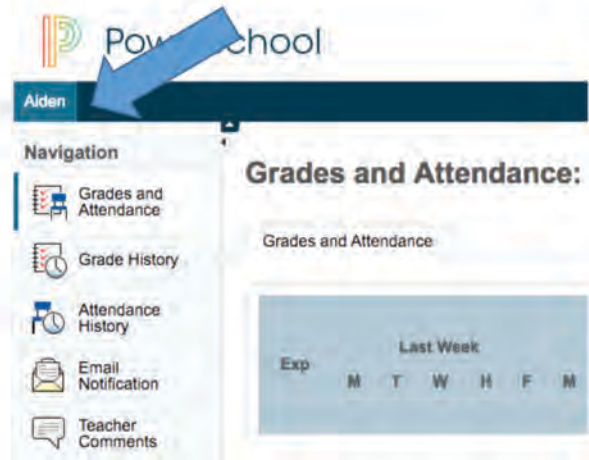 Pow chool
Aiden
Navigation
Grades and Attendance:
Grades and
Attendance
Grades and Attendance
Grade History
Attendance
History
Last Week
Exp
M T W H F M
Email
Notification
Teacher
Comments